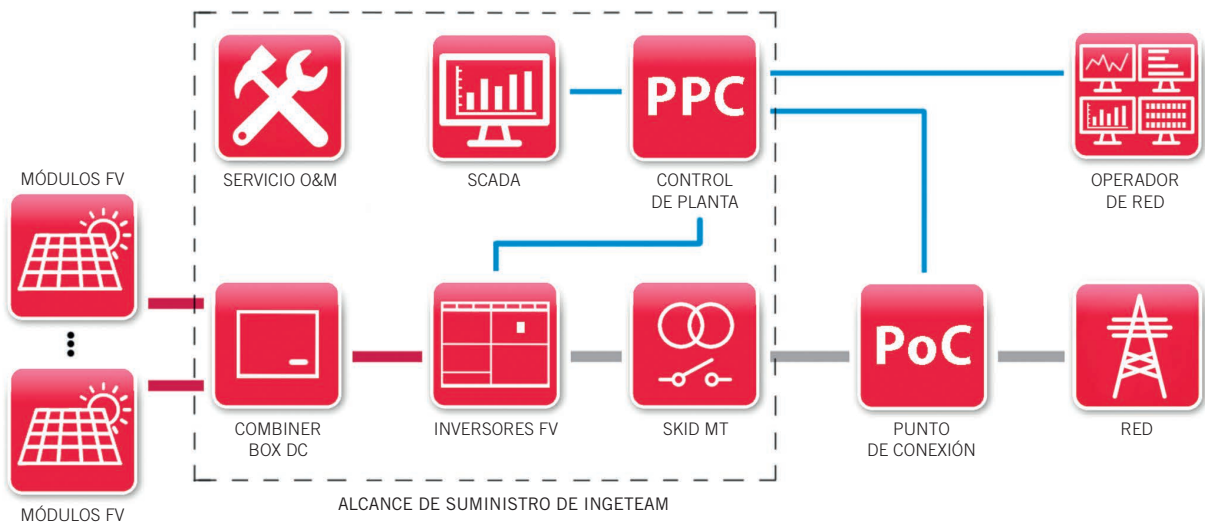 PPC
SERVICIO O&M
SCADA
CONTROL
DE PLANTA
OPERADOR
DE RED
MÓDULOS FV
PoC
COMBINER
BOX DC
INVERSORES FV
SKID MT
PUNTO
DE CONEXIÓN
RED
MÓDULOS FV
ALCANCE DE SUMINISTRO DE INGETEAM